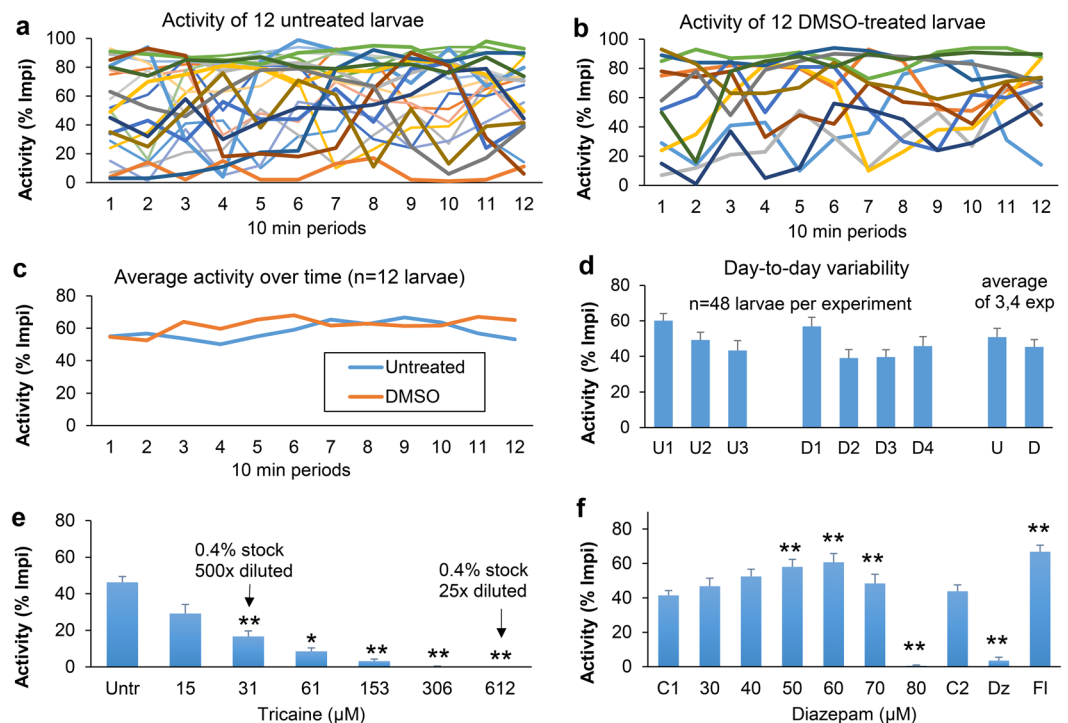 a
Activity of 12 untreated larvae
Activity (% Impi)
100
80
60
40
20
0
1 2 3 4 5 6 7 8 9 10 11 12
10 min periods
b
Activity of 12 DMSO-treated larvae
Activity (% Impi)
100
80
60
40
20
0
1 2 3 4 5 6 7 8 9 10 11 12
10 min periods
c
Average activity over time (n=12 larvae)
Activity (% Impi)
80
60
40
20
0
Untreated
DMSO
1 2 3 4 5 6 7 8 9 10 11 12
10 min periods
d
Day-to-day variability
n=48 larvae per experiment
average
of 3,4 exp
Activity (% Impi)
80
60
40
20
0
U1 U2 U3 D1 D2 D3 D4 U D
e
Activity (% Impi)
80
60
40
20
0
0.4% stock
500x diluted
0.4% stock
25x diluted
** * ** ** **
Untr 15 31 61 153 306 612
Tricaine (µM)
f
Activity (% Impi)
80
60
40
20
0
** ** ** ** ** **
C1 30 40 50 60 70 80 C2 Dz Fl
Diazepam (µM)